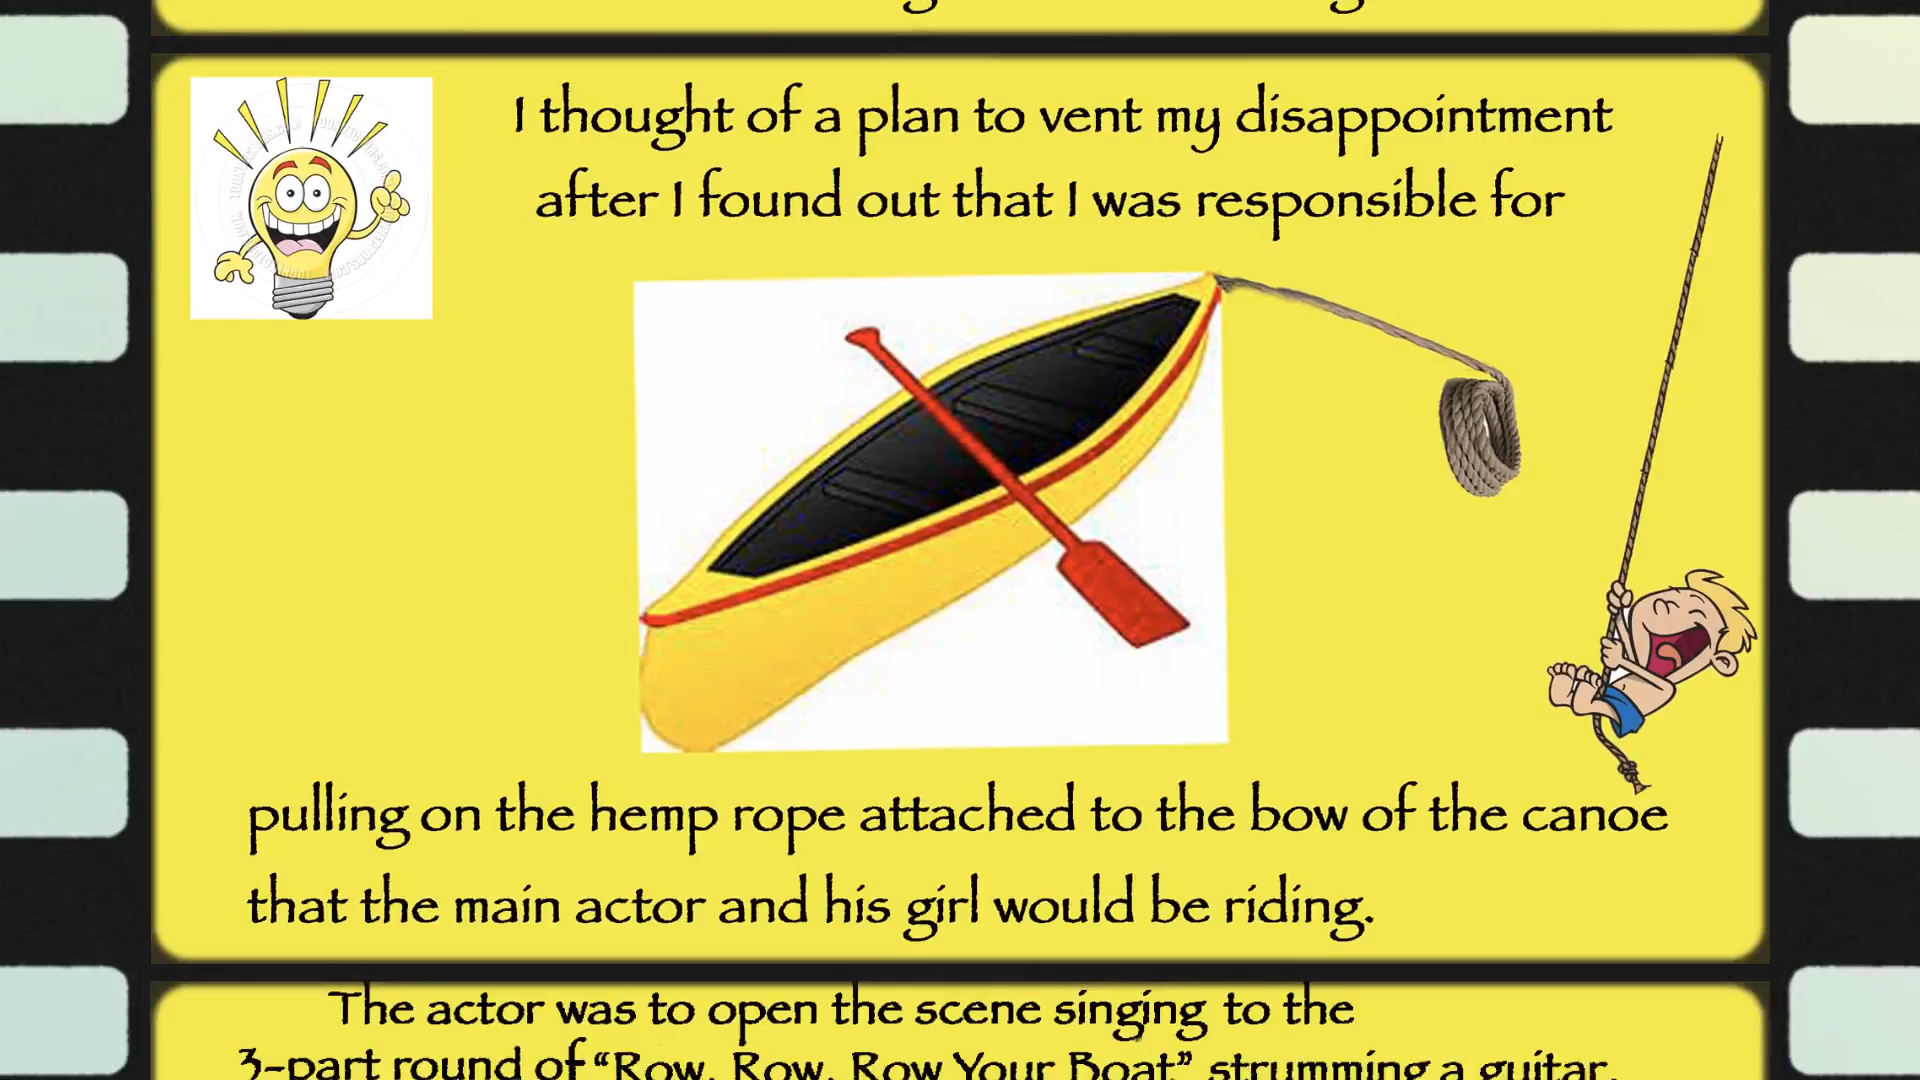 I thought of a plan to vent my disappointment
after I found out that I was responsible for
pulling on the hemp rope attached to the bow of the canoe
that the main actor and his girl would be riding.
The actor was to open the scene singing to the
3-part round of “Row, Row, Row Your Boat” strumming a guitar.